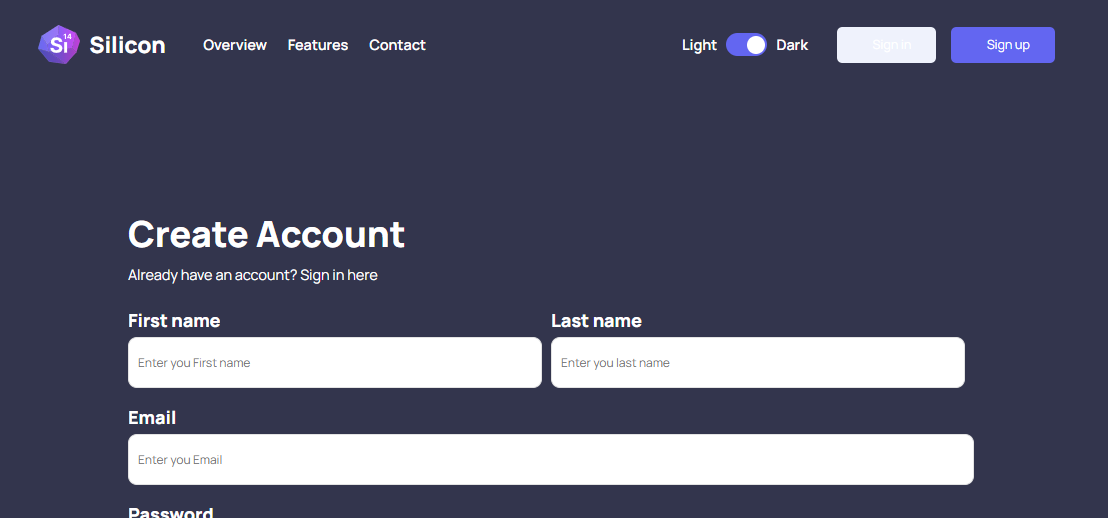 Si 14 Silicon Overview Features Contact Light Dark Sign in Sign up
Create Account
Already have an account? Sign in here
First name Last name
Enter you First name Enter you last name
Email
Enter you Email
Password